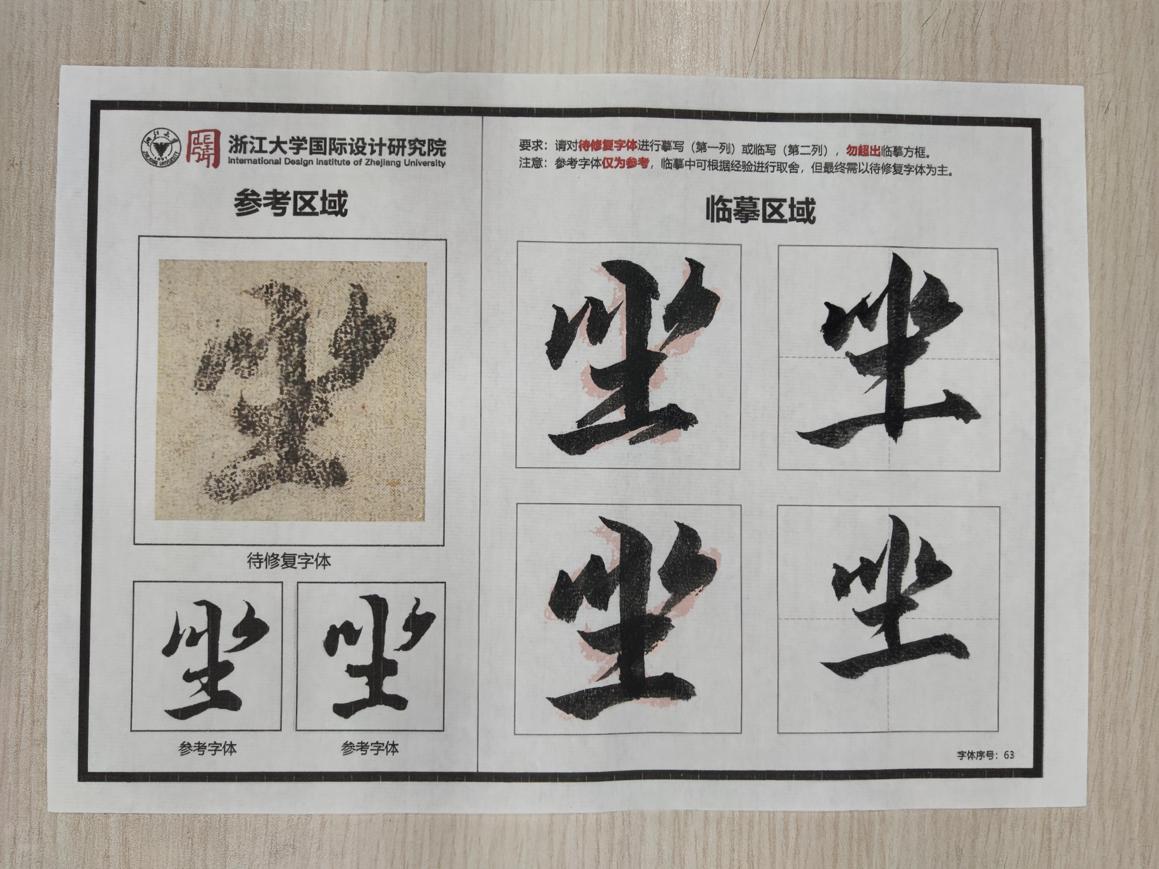 浙江大学国际设计研究院
International Design Institute of Zhejiang University
参考区域
坐
待修复字体
坐
坐
参考字体
参考字体
要求：请对待修复字体进行摹写（第一列）或临写（第二列），勿超出临摹方框。
注意：参考字体仅为参考，临摹中可根据经验进行取舍，但最终需以待修复字体为主。
临摹区域
坐
坐
坐
坐
字体序号：63